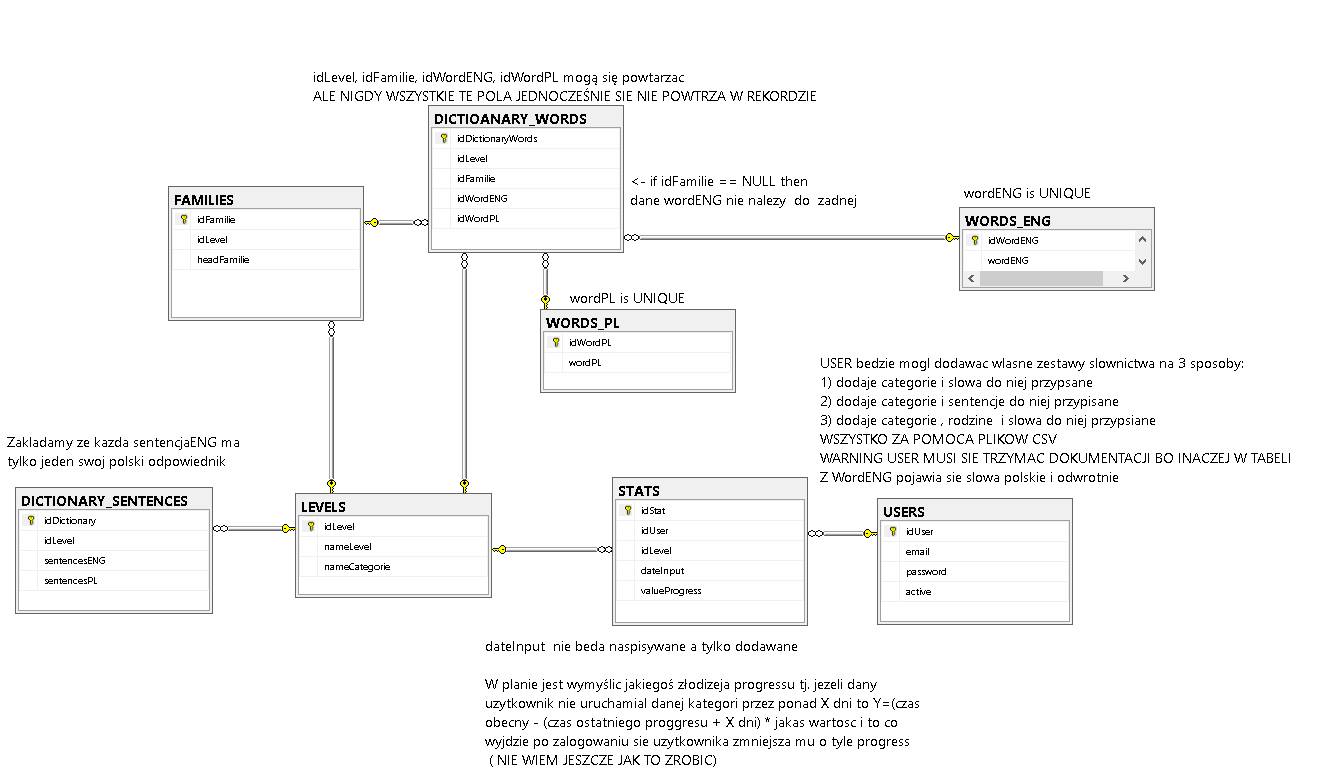 idLevel, idFamilie, idWordENG, idWordPL mogą się powtarzac
ALE NIGDY WSZYSTKIE TE POLA JEDNOCZEŚNIE SIE NIE POWTRZA W REKORDZIE
DICTIOANARY_WORDS
idDictionaryWords
idLevel
idFamilie
idWordENG
idWordPL
<- if idFamilie == NULL then
dane wordENG nie nalezy do zadnej
FAMILIES
idFamilie
idLevel
headFamilie
wordENG is UNIQUE
WORDS_ENG
idWordENG
wordENG
wordPL is UNIQUE
WORDS_PL
idWordPL
wordPL
USER bedzie mogl dodawac wlasne zestawy slownictwa na 3 sposoby:
1) dodaje categorie i slowa do niej przypsane
2) dodaje categorie i sentencje do niej przypisane
3) dodaje categorie , rodzine i slowa do niej przypsiane
WSZYSTKO ZA POMOCA PLIKOW CSV
WARNING USER MUSI SIE TRZYMAC DOKUMENTACJI BO INACZEJ W TABELI
Z WordENG pojawia sie slowa polskie i odwrotnie
Zakladamy ze kazda sentencjaENG ma
tylko jeden swoj polski odpowiednik
DICTIONARY_SENTENCES
idDictionary
idLevel
sentencesENG
sentencesPL
LEVELS
idLevel
nameLevel
nameCategorie
STATS
idStat
idUser
idLevel
dateInput
valueProgress
USERS
idUser
email
password
active
dateInput nie beda naspisywane a tylko dodawane
W planie jest wymyślic jakiegoś złodizeja progressu tj. jezeli dany
uzytkownik nie uruchamial danej kategori przez ponad X dni to Y=(czas
obecny - (czas ostatniego proggresu + X dni) * jakas wartosc i to co
wyjdzie po zalogowaniu sie uzytkownika zmniejsza mu o tyle progress
( NIE WIEM JESZCZE JAK TO ZROBIC)